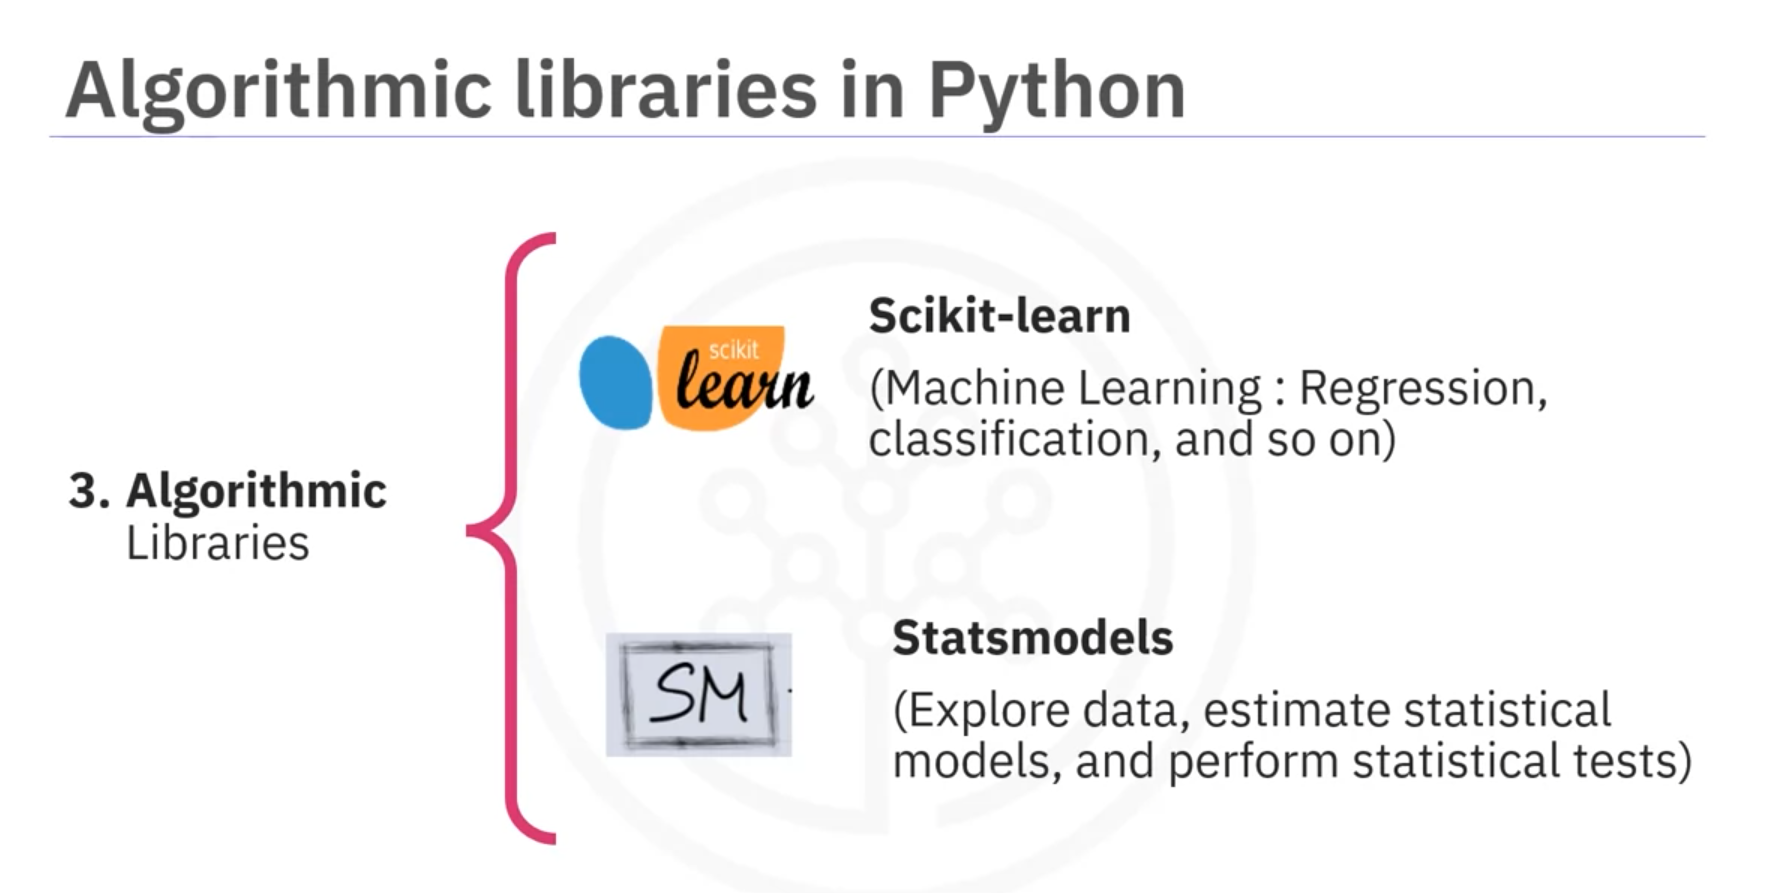 Algorithmic libraries in Python
3. Algorithmic
Libraries
scikit
learn
Scikit-learn
(Machine Learning : Regression,
classification, and so on)
SM
Statsmodels
(Explore data, estimate statistical
models, and perform statistical tests)